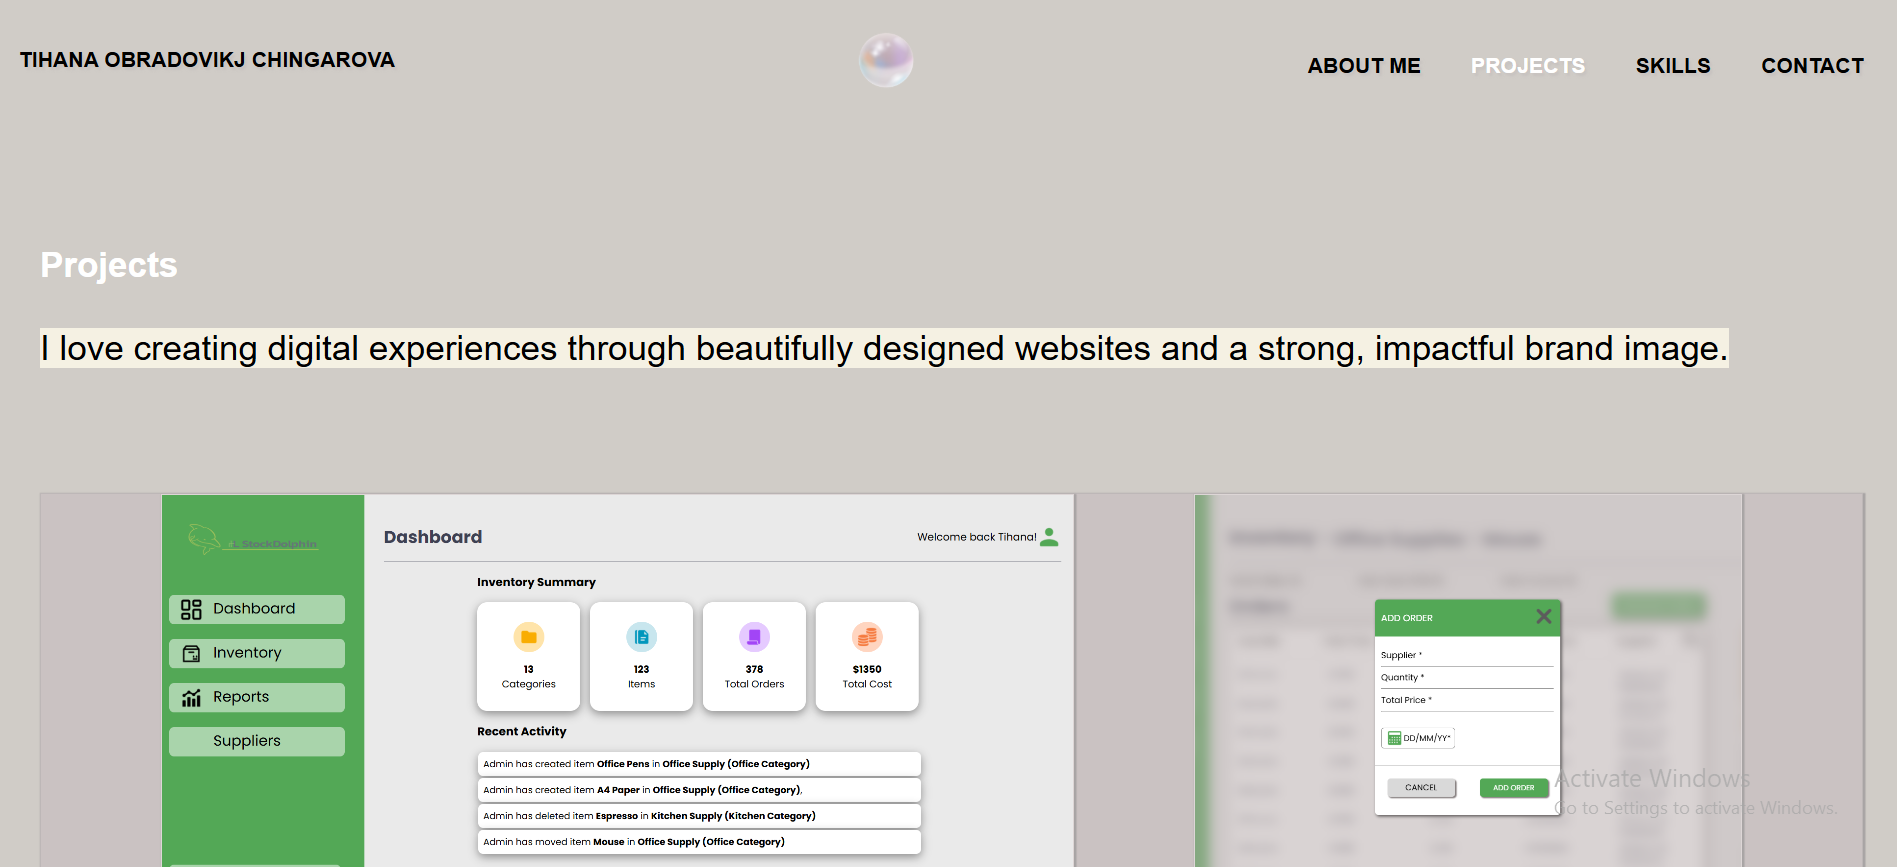 TIHANA OBRADOVIKJ CHINGAROVA
ABOUT ME PROJECTS SKILLS CONTACT
Projects
I love creating digital experiences through beautifully designed websites and a strong, impactful brand image.
StockDolphin
Dashboard
Inventory
Reports
Suppliers
Dashboard
Welcome back Tihana!
Inventory Summary
13
Categories
123
Items
378
Total Orders
$1350
Total Cost
Recent Activity
Admin has created item Office Pens in Office Supply (Office Category)
Admin has created item A4 Paper in Office Supply (Office Category),
Admin has deleted item Espresso in Kitchen Supply (Kitchen Category)
Admin has moved item Mouse in Office Supply (Office Category)
ADD ORDER
Supplier *
Quantity *
Total Price *
DD/MM/YY*
CANCEL ADD ORDER
Activate Windows
Go to Settings to activate Windows.